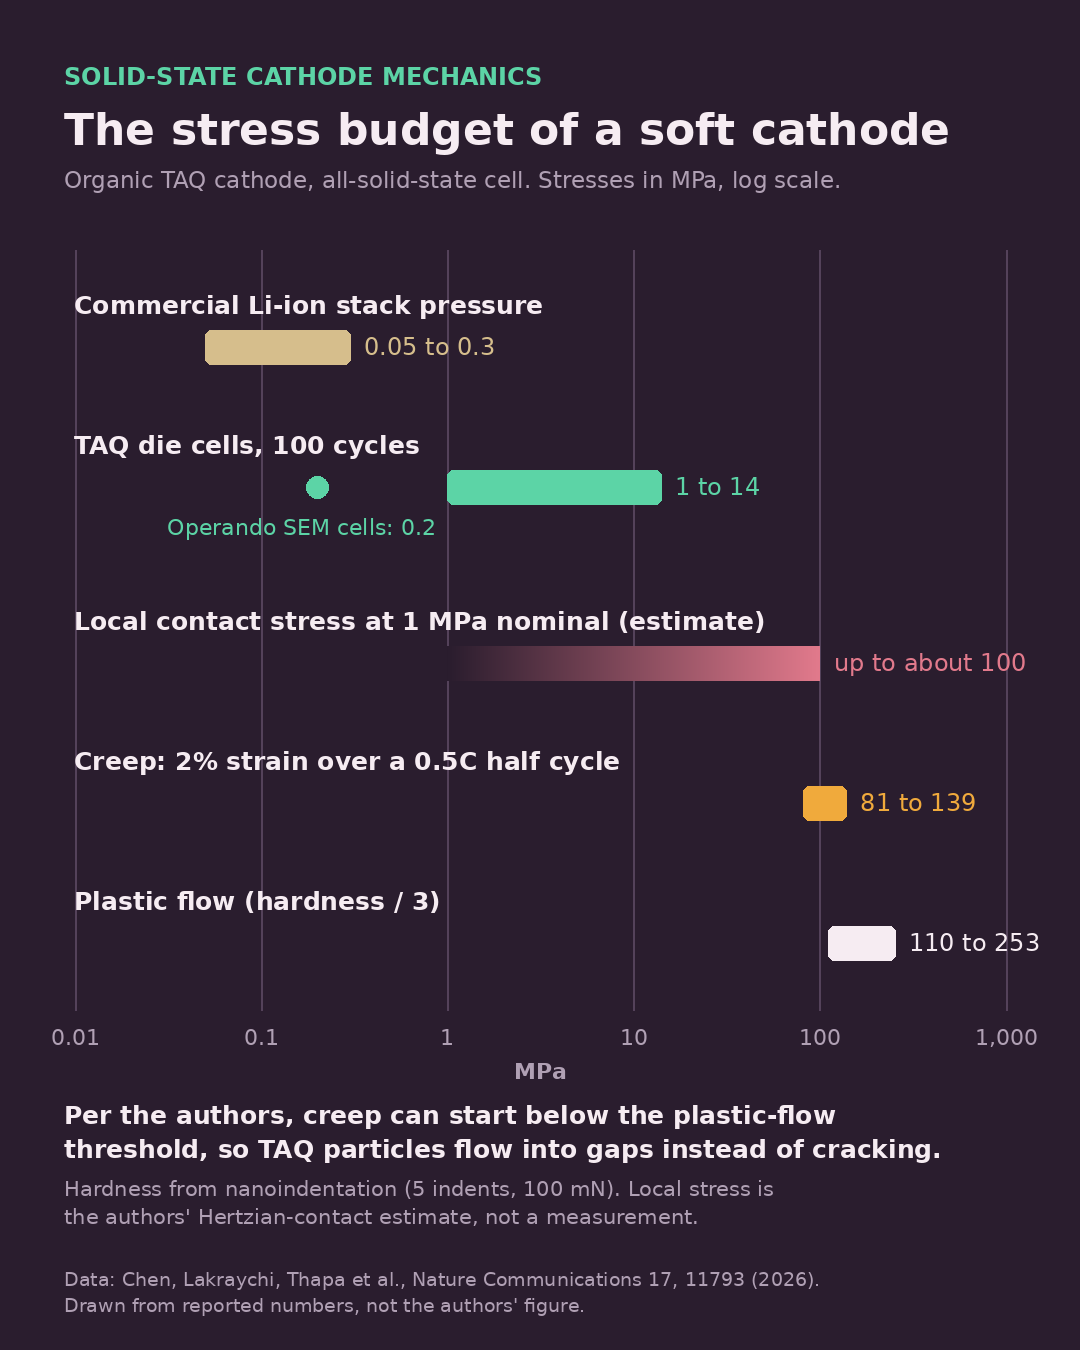 SOLID-STATE CATHODE MECHANICS
The stress budget of a soft cathode
Organic TAQ cathode, all-solid-state cell. Stresses in MPa, log scale.
Commercial Li-ion stack pressure
0.05 to 0.3
TAQ die cells, 100 cycles
1 to 14
Operando SEM cells: 0.2
Local contact stress at 1 MPa nominal (estimate)
up to about 100
Creep: 2% strain over a 0.5C half cycle
81 to 139
Plastic flow (hardness / 3)
110 to 253
0.01 0.1 1 10 100 1,000
MPa
Per the authors, creep can start below the plastic-flow
threshold, so TAQ particles flow into gaps instead of cracking.
Hardness from nanoindentation (5 indents, 100 mN). Local stress is
the authors' Hertzian-contact estimate, not a measurement.
Data: Chen, Lakraychi, Thapa et al., Nature Communications 17, 11793 (2026).
Drawn from reported numbers, not the authors' figure.